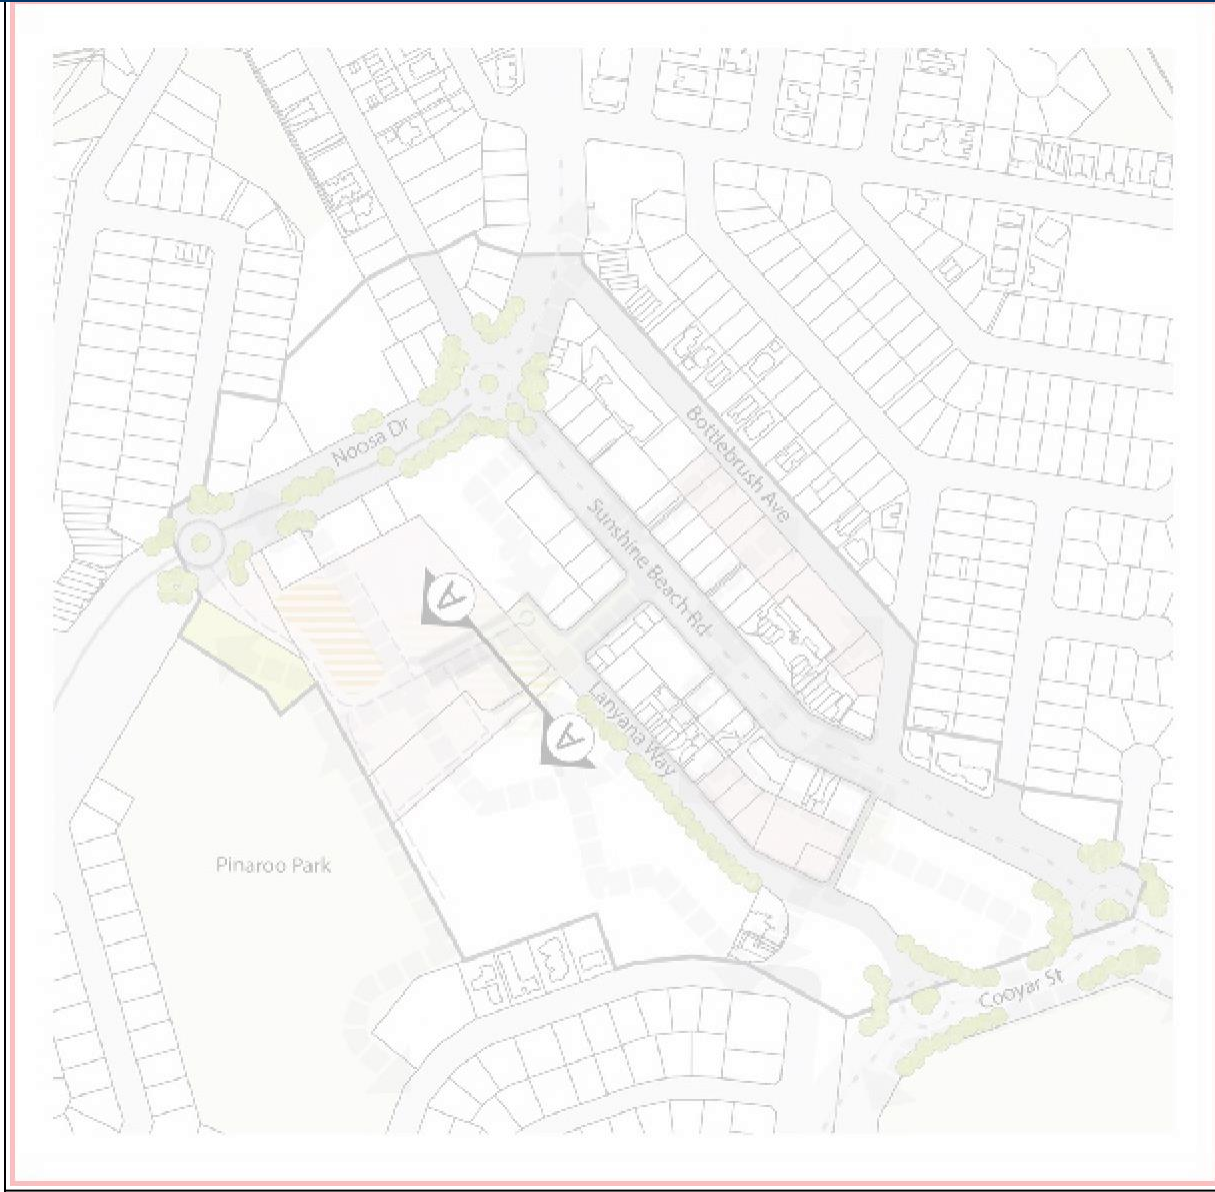 Noosa Dr
Bottlebrush Ave
Sunshine Beach Rd
A
A
Lanyana Way
Pinaroo Park
Cooyar St